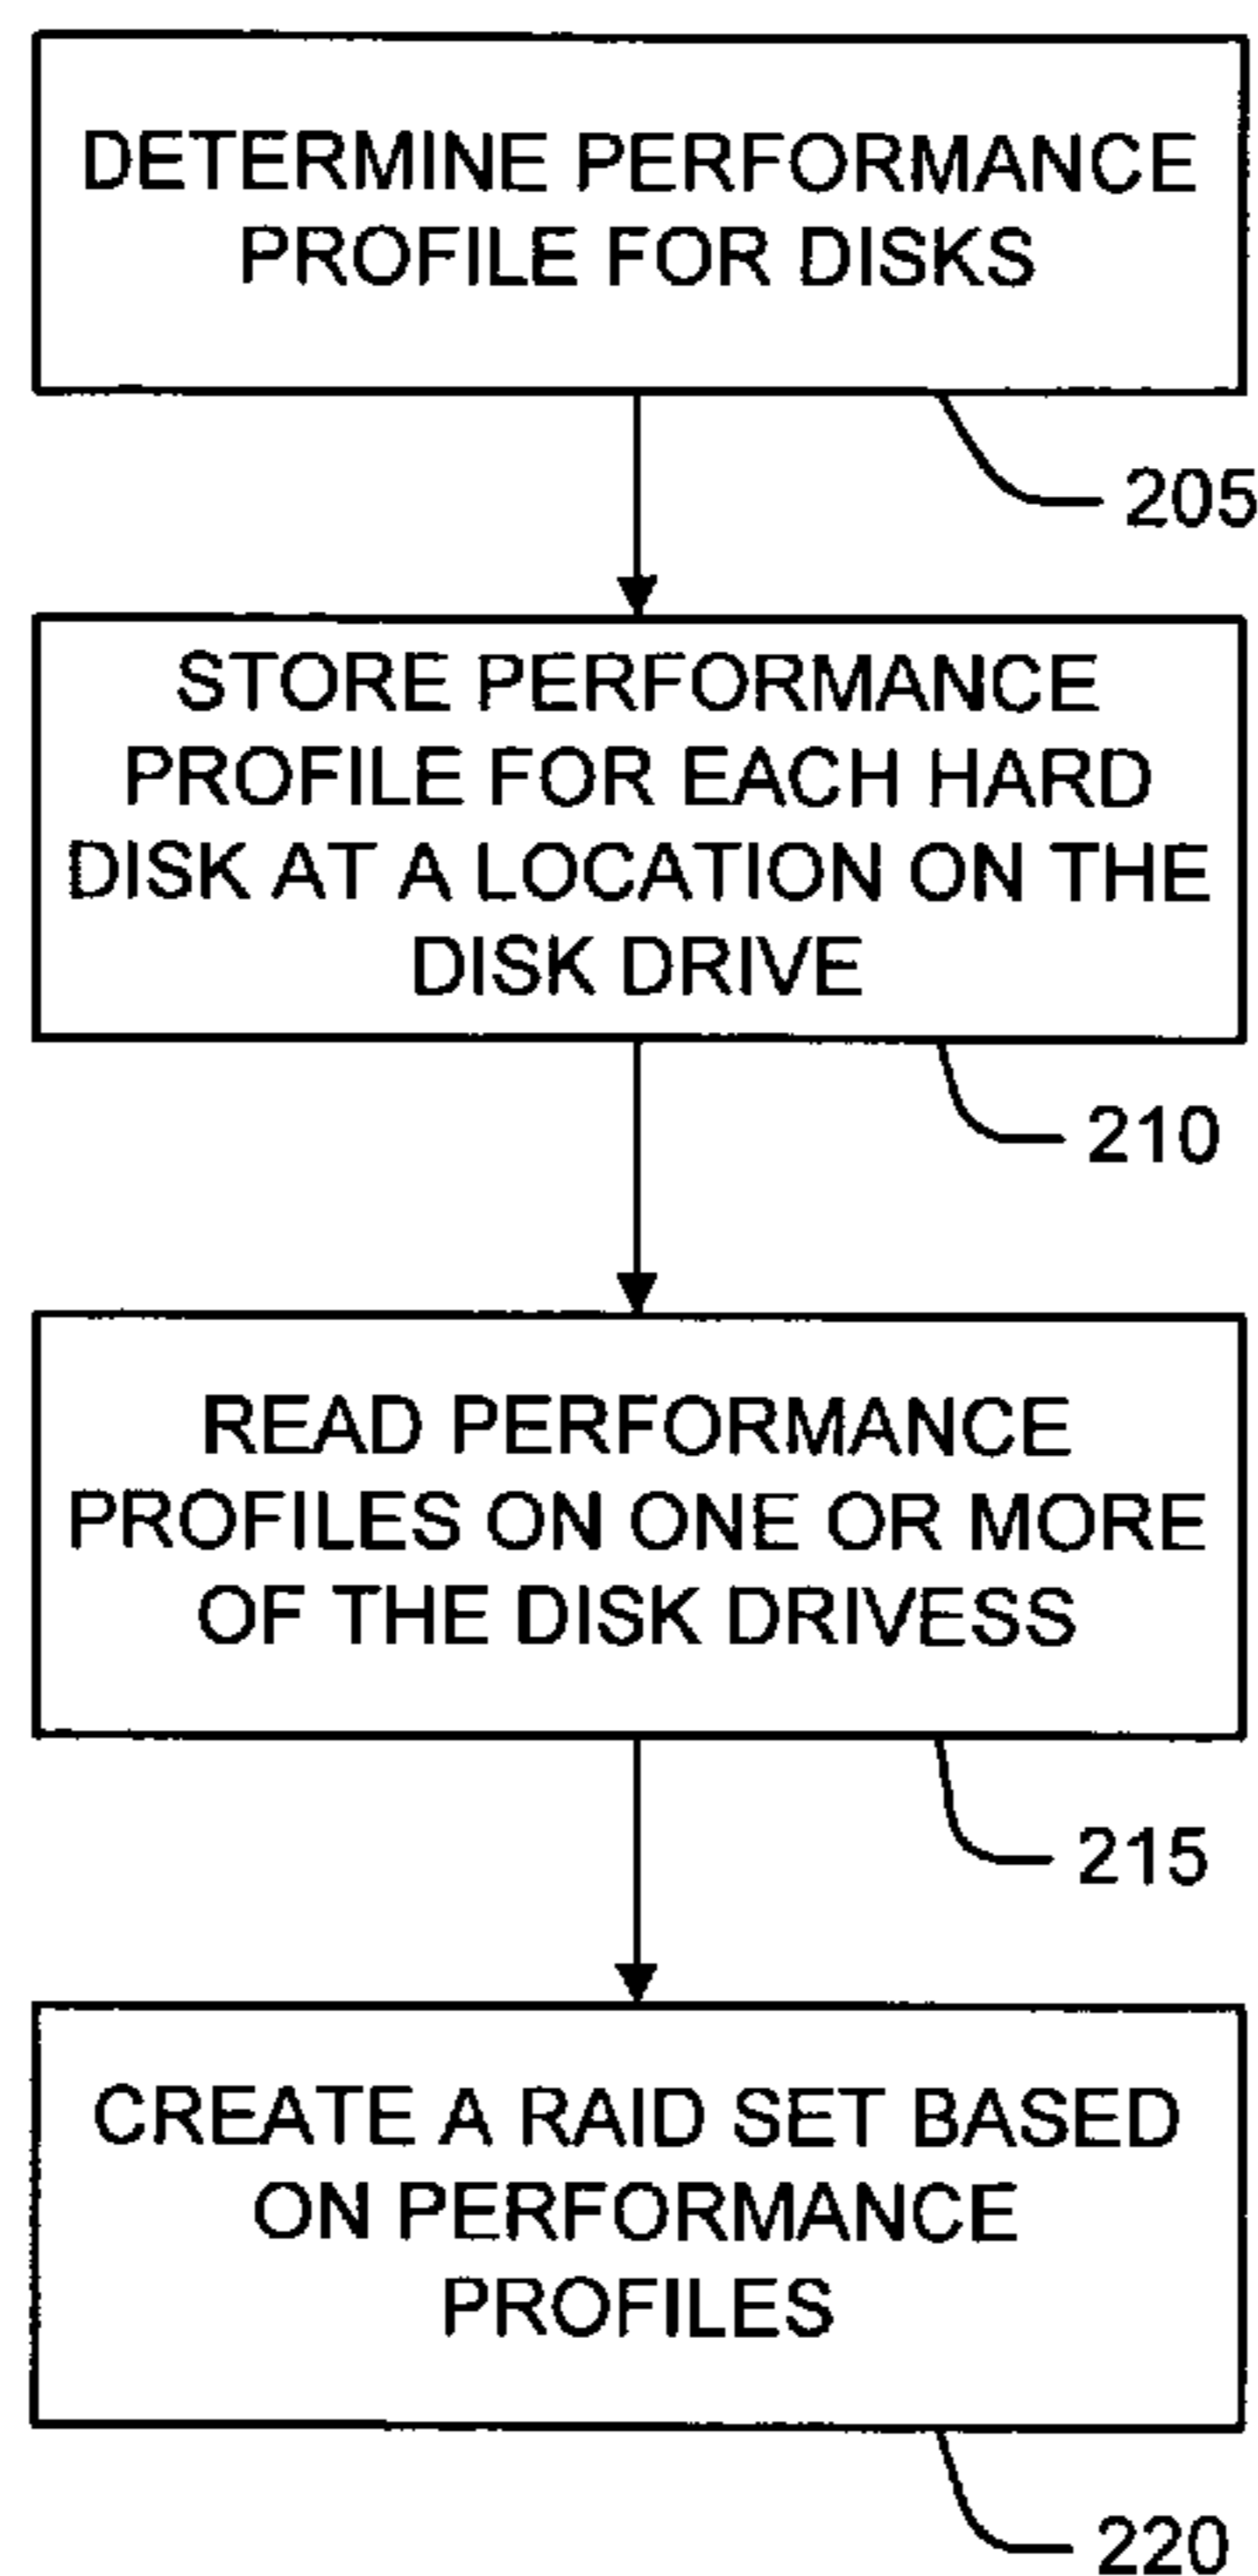 DETERMINE PERFORMANCE
PROFILE FOR DISKS
205
STORE PERFORMANCE
PROFILE FOR EACH HARD
DISK AT A LOCATION ON THE
DISK DRIVE
210
READ PERFORMANCE
PROFILES ON ONE OR MORE
OF THE DISK DRIVESS
215
CREATE A RAID SET BASED
ON PERFORMANCE
PROFILES
220